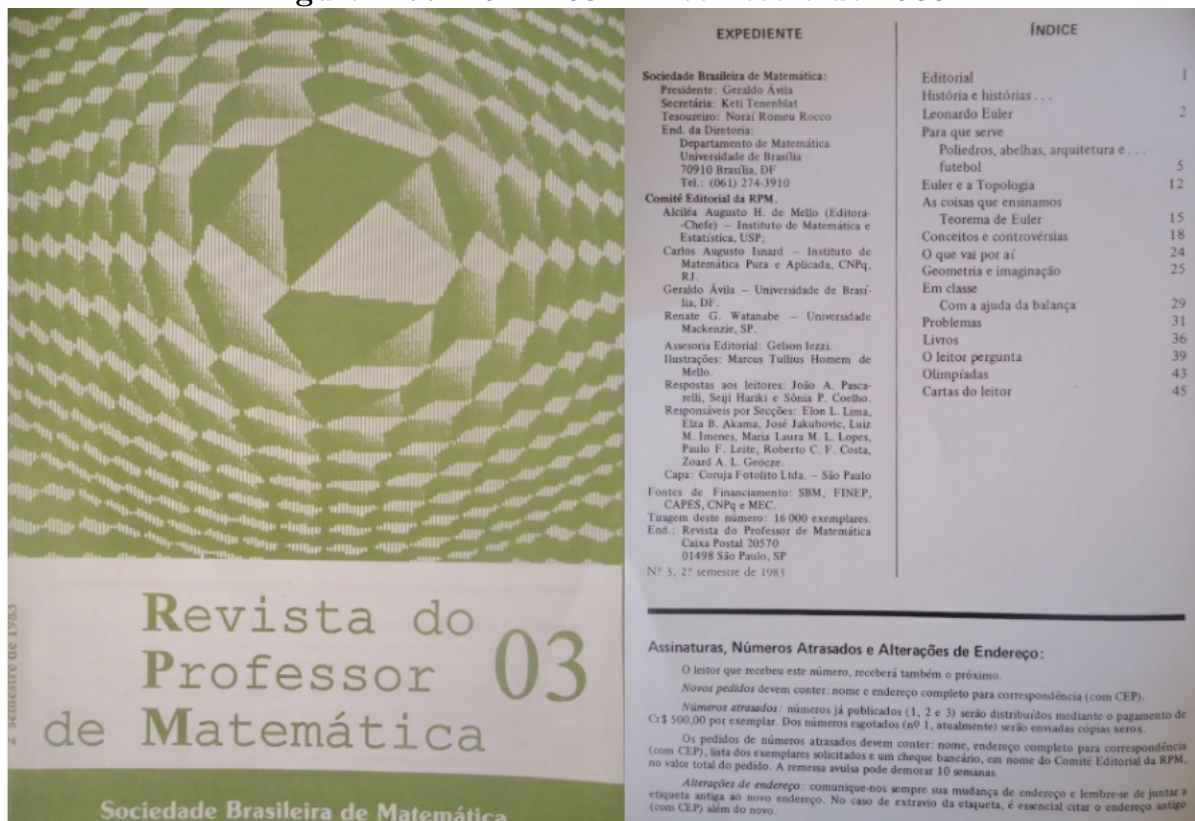 2º semestre de 1983
Revista do
Professor
de Matemática
03
Sociedade Brasileira de Matemática
EXPEDIENTE
Sociedade Brasileira de Matemática:
Presidente: Geraldo Ávila
Secretária: Keti Tenenblat
Tesoureiro: Noraí Romeu Rocco
End. da Diretoria:
Departamento de Matemática
Universidade de Brasília
70910 Brasília, DF
Tel.: (061) 274-3910
Comitê Editorial da RPM.
Alciléa Augusto H. de Mello (Editora-
-Chefe) – Instituto de Matemática e
Estatística, USP;
Carlos Augusto Isnard – Instituto de
Matemática Pura e Aplicada, CNPq,
RJ.
Geraldo Ávila – Universidade de Brasí-
lia, DF.
Renate G. Watanabe – Universidade
Mackenzie, SP.
Assesoria Editorial: Gelson Iezzi.
Ilustrações: Marcus Tullius Homem de
Mello.
Respostas aos leitores: João A. Pasca-
relli, Seiji Hariki e Sônia P. Coelho.
Responsáveis por Secções: Elon L. Lima,
Elza B. Akama, José Jakubovic, Luiz
M. Imenes, Maria Laura M. L. Lopes,
Paulo F. Leite, Roberto C. F. Costa,
Zoard A. L. Geöcze.
Capa: Coruja Fotolito Ltda. – São Paulo
Fontes de Financiamento: SBM, FINEP,
CAPES, CNPq e MEC.
Tiragem deste número: 16 000 exemplares.
End.: Revista do Professor de Matemática
Caixa Postal 20570
01498 São Paulo, SP
Nº 3, 2º semestre de 1983
ÍNDICE
Editorial 1
História e histórias . . .
Leonardo Euler 2
Para que serve
Poliedros, abelhas, arquitetura e . . .
futebol 5
Euler e a Topologia 12
As coisas que ensinamos
Teorema de Euler 15
Conceitos e controvérsias 18
O que vai por aí 24
Geometria e imaginação 25
Em classe
Com a ajuda da balança 29
Problemas 31
Livros 36
O leitor pergunta 39
Olimpíadas 43
Cartas do leitor 45
Assinaturas, Números Atrasados e Alterações de Endereço:
O leitor que recebeu este número, receberá também o próximo.
Novos pedidos devem conter: nome e endereço completo para correspondência (com CEP).
Números atrasados: números já publicados (1, 2 e 3) serão distribuídos mediante o pagamento de
Cr$ 500,00 por exemplar. Dos números esgotados (nº 1, atualmente) serão enviadas cópias xerox.
Os pedidos de números atrasados devem conter: nome, endereço completo para correspondência
(com CEP), lista dos exemplares solicitados e um cheque bancário, em nome do Comitê Editorial da RPM,
no valor total do pedido. A remessa avulsa pode demorar 10 semanas.
Alterações de endereço: comunique-nos sempre sua mudança de endereço e lembre-se de juntar a
etiqueta antiga ao novo endereço. No caso de extravio da etiqueta, é essencial citar o endereço antigo
(com CEP) além do novo.